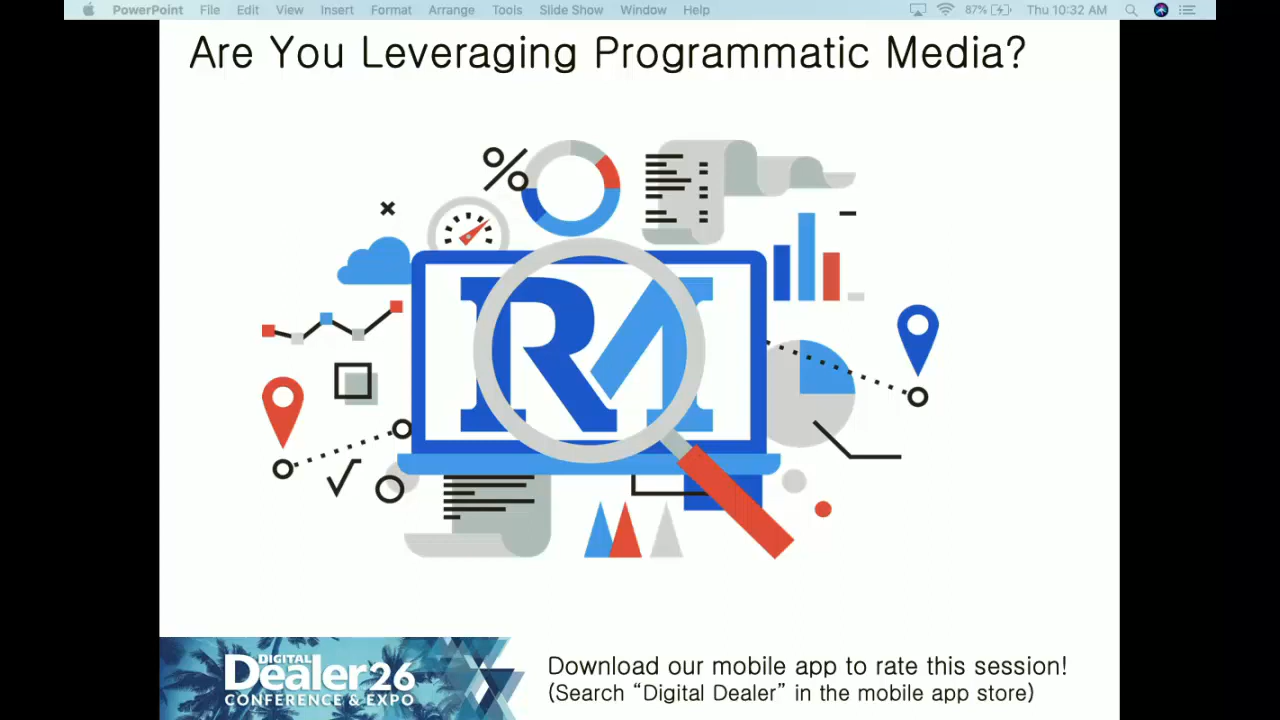 PowerPoint File Edit View Insert Format Arrange Tools Slide Show Window Help 87% Thu 10:32 AM
Are You Leveraging Programmatic Media?
%
RM
DIGITAL
Dealer 26
CONFERENCE & EXPO
Download our mobile app to rate this session!
(Search “Digital Dealer” in the mobile app store)